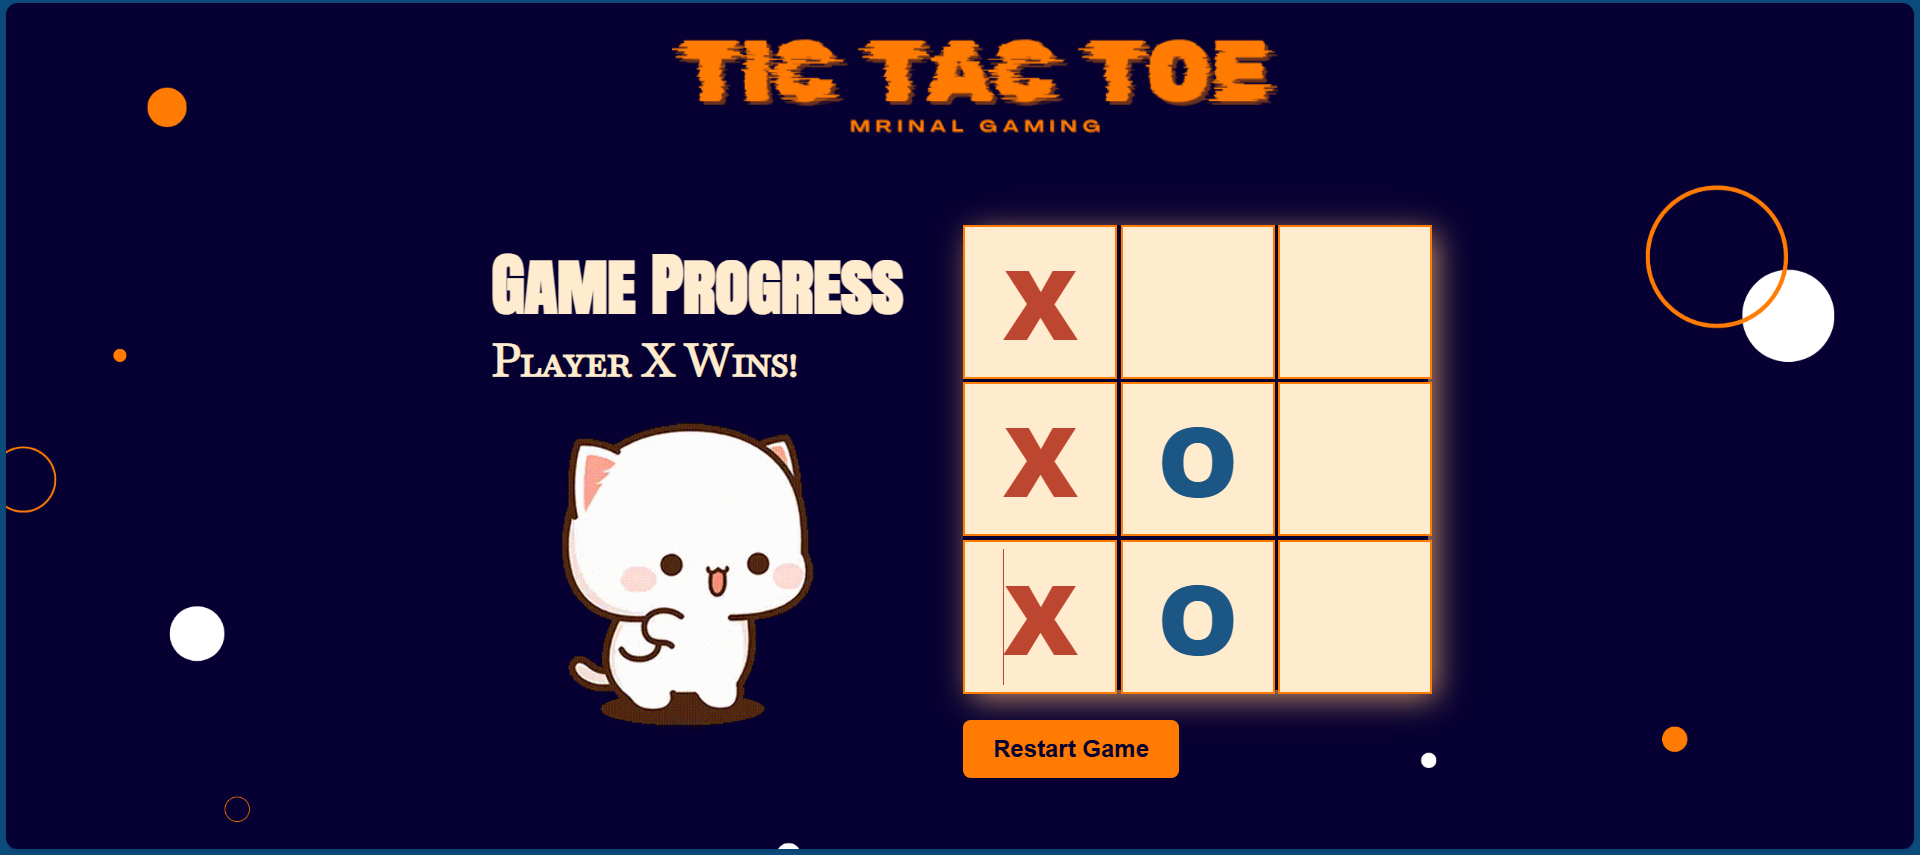 TIC TAC TOE
MRINAL GAMING
GAME PROGRESS
PLAYER X WINS!
X
X O
X O
Restart Game